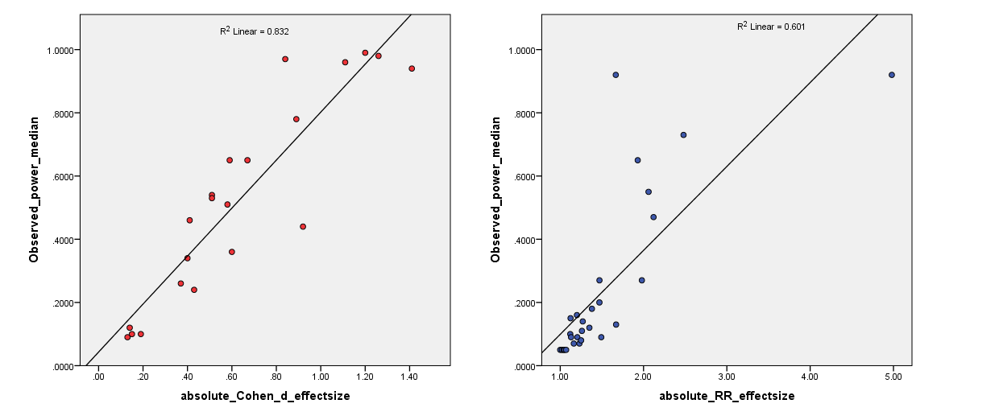 R2 Linear = 0.832
1.0000
.8000
.6000
.4000
.2000
.0000
Observed_power_median
.00 .20 .40 .60 .80 1.00 1.20 1.40
absolute_Cohen_d_effectsize
R2 Linear = 0.601
1.0000
.8000
.6000
.4000
.2000
.0000
Observed_power_median
1.00 2.00 3.00 4.00 5.00
absolute_RR_effectsize